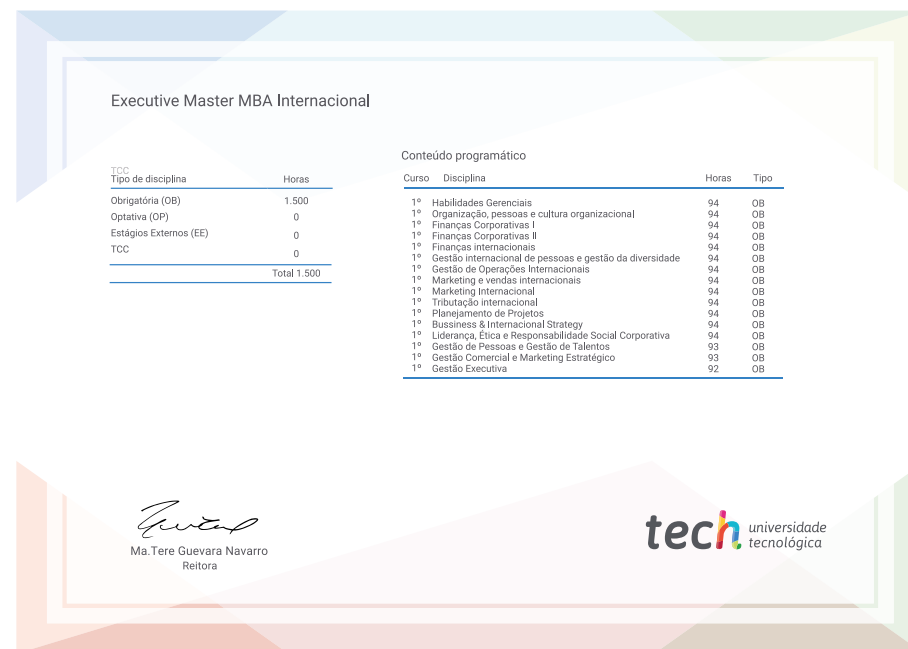 Executive Master MBA Internacional
TCC
Tipo de disciplina Horas
Obrigatória (OB) 1.500
Optativa (OP) 0
Estágios Externos (EE) 0
TCC 0
Total 1.500
Conteúdo programático
Curso Disciplina Horas Tipo
1º Habilidades Gerenciais 94 OB
1º Organização, pessoas e cultura organizacional 94 OB
1º Finanças Corporativas I 94 OB
1º Finanças Corporativas II 94 OB
1º Finanças internacionais 94 OB
1º Gestão internacional de pessoas e gestão da diversidade 94 OB
1º Gestão de Operações Internacionais 94 OB
1º Marketing e vendas internacionais 94 OB
1º Marketing Internacional 94 OB
1º Tributação internacional 94 OB
1º Planejamento de Projetos 94 OB
1º Bussiness & Internacional Strategy 94 OB
1º Liderança, Ética e Responsabilidade Social Corporativa 94 OB
1º Gestão de Pessoas e Gestão de Talentos 93 OB
1º Gestão Comercial e Marketing Estratégico 93 OB
1º Gestão Executiva 92 OB
Ma.Tere Guevara Navarro
Reitora
tech universidade
tecnológica